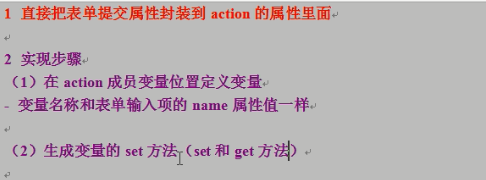 1 直接把表单提交属性封装到 action 的属性里面
2 实现步骤
（1）在 action 成员变量位置定义变量
- 变量名称和表单输入项的 name 属性值一样
（2）生成变量的 set 方法（set 和 get 方法）